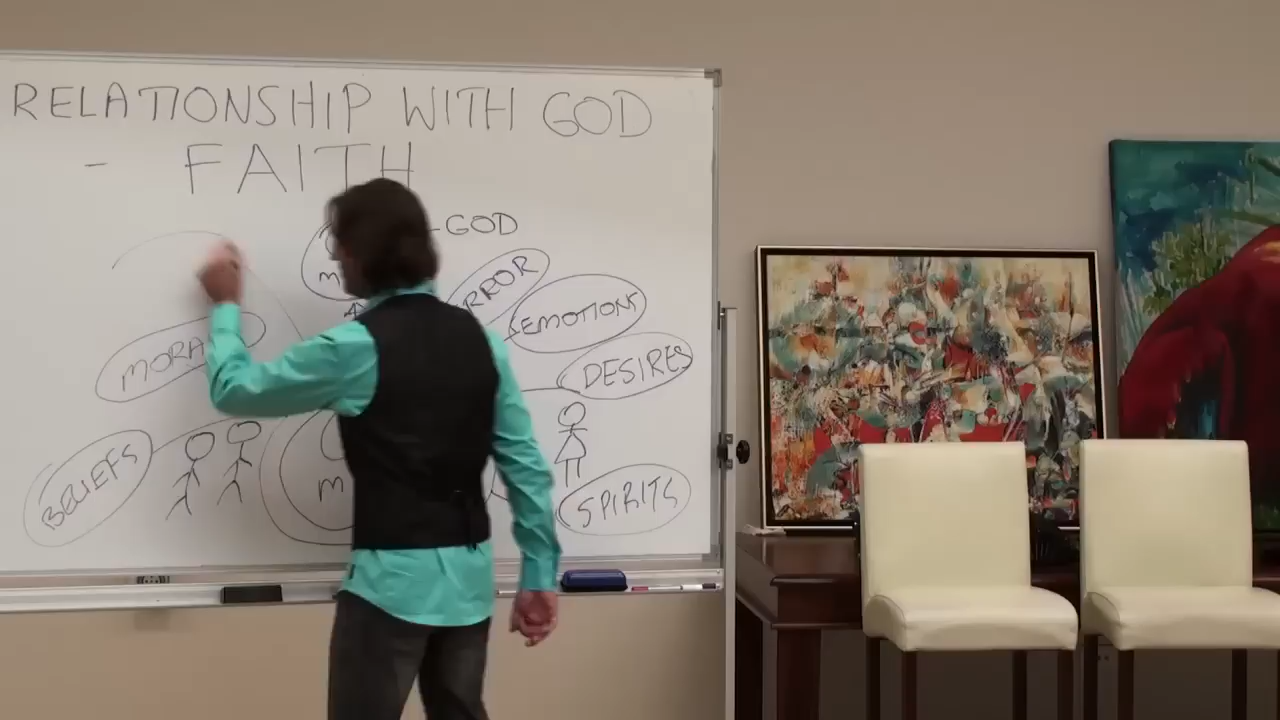 RELATIONSHIP WITH GOD
- FAITH
GOD
EMOTIONS
DESIRES
BELIEFS
SPIRITS